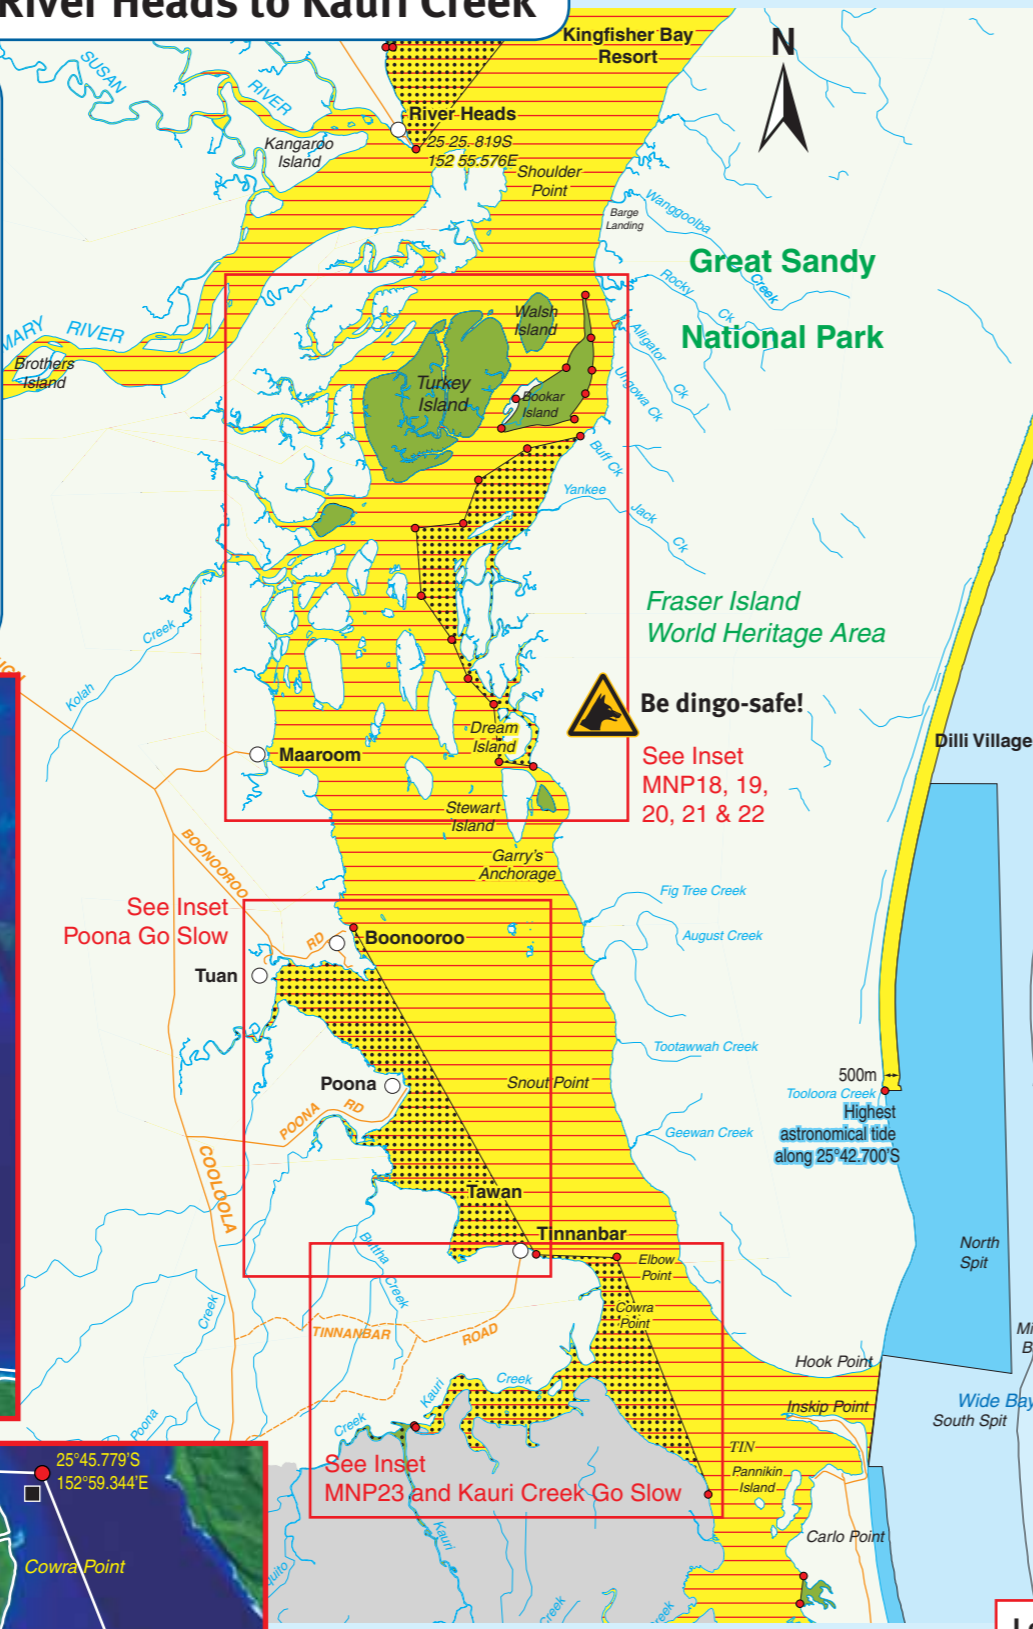 River Heads to Kauri Creek
Kingfisher Bay
Resort
N
SUSAN
RIVER
River Heads
25 25. 819S
152 55.576E
Kangaroo
Island
Shoulder
Point
Wanggoolba
Creek
Barge
Landing
Great Sandy
National Park
Rocky
Ck
Alligator
Ck
Ungowa Ck
Walsh
Island
MARY RIVER
Brothers
Island
Turkey
Island
Bookar
Island
Buff Ck
Yankee
Jack
Ck
Fraser Island
World Heritage Area
Creek
Kolah
Be dingo-safe!
Dream
Island
Dilli Village
Maaroom
See Inset
MNP18, 19,
20, 21 & 22
Stewart
Island
BOONOOROO
Garry's
Anchorage
Fig Tree Creek
See Inset
Poona Go Slow
RD
Boonooroo
August Creek
Tuan
Tootawwah Creek
500m
Poona
Snout Point
Tooloora Creek
Highest
astronomical tide
along 25°42.700'S
POONA
RD
Geewan Creek
COOLOOLA
Tawan
Tinnanbar
Buttha
Creek
Elbow
Point
North
Spit
Creek
Cowra
Point
TINNANBAR
ROAD
Mi
B
Hook Point
Kauri
Creek
Inskip Point
Wide Bay
South Spit
Poona
Creek
TIN
25°45.779'S
152°59.344'E
See Inset
MNP23 and Kauri Creek Go Slow
Pannikin
Island
Kauri
Carlo Point
Cowra Point
quito
Creek
reek